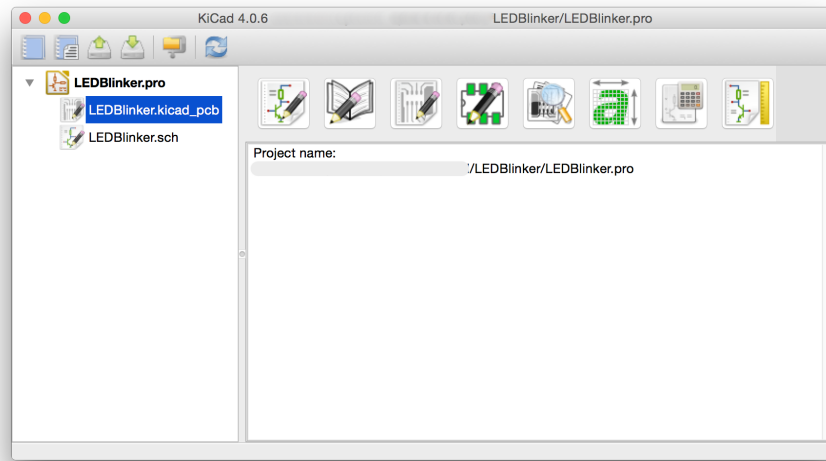 KiCad 4.0.6 LEDBlinker/LEDBlinker.pro
LEDBlinker.pro
LEDBlinker.kicad_pcb
LEDBlinker.sch
Project name:
/LEDBlinker/LEDBlinker.pro